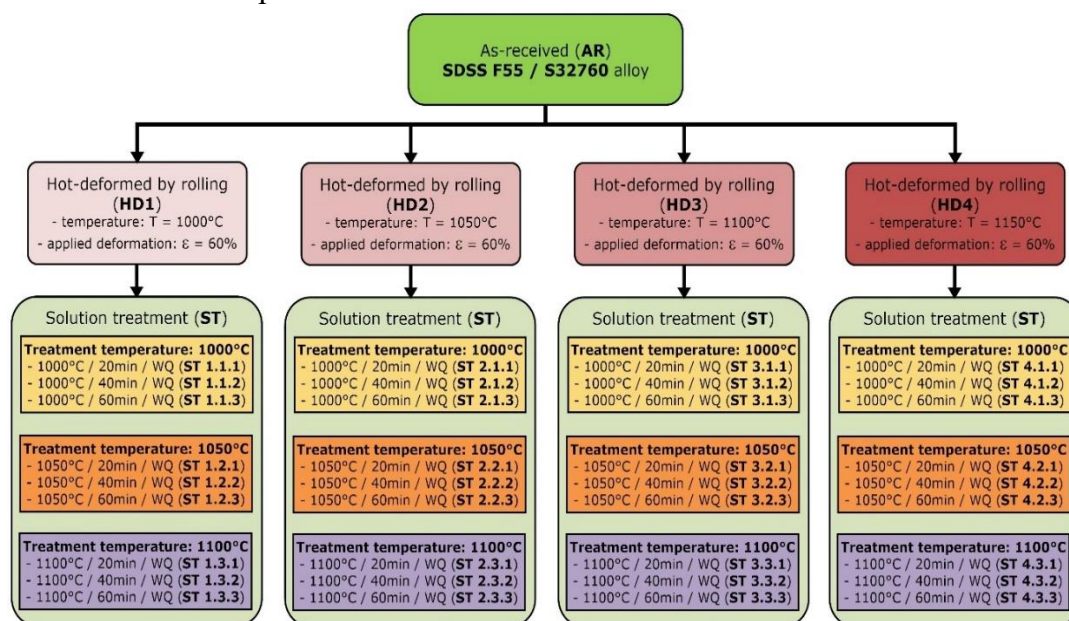 As-received (AR)
SDSS F55 / S32760 alloy
Hot-deformed by rolling
(HD1)
- temperature: T = 1000°C
- applied deformation: ε = 60%
Hot-deformed by rolling
(HD2)
- temperature: T = 1050°C
- applied deformation: ε = 60%
Hot-deformed by rolling
(HD3)
- temperature: T = 1100°C
- applied deformation: ε = 60%
Hot-deformed by rolling
(HD4)
- temperature: T = 1150°C
- applied deformation: ε = 60%
Solution treatment (ST)
Treatment temperature: 1000°C
- 1000°C / 20min / WQ (ST 1.1.1)
- 1000°C / 40min / WQ (ST 1.1.2)
- 1000°C / 60min / WQ (ST 1.1.3)
Treatment temperature: 1050°C
- 1050°C / 20min / WQ (ST 1.2.1)
- 1050°C / 40min / WQ (ST 1.2.2)
- 1050°C / 60min / WQ (ST 1.2.3)
Treatment temperature: 1100°C
- 1100°C / 20min / WQ (ST 1.3.1)
- 1100°C / 40min / WQ (ST 1.3.2)
- 1100°C / 60min / WQ (ST 1.3.3)
Solution treatment (ST)
Treatment temperature: 1000°C
- 1000°C / 20min / WQ (ST 2.1.1)
- 1000°C / 40min / WQ (ST 2.1.2)
- 1000°C / 60min / WQ (ST 2.1.3)
Treatment temperature: 1050°C
- 1050°C / 20min / WQ (ST 2.2.1)
- 1050°C / 40min / WQ (ST 2.2.2)
- 1050°C / 60min / WQ (ST 2.2.3)
Treatment temperature: 1100°C
- 1100°C / 20min / WQ (ST 2.3.1)
- 1100°C / 40min / WQ (ST 2.3.2)
- 1100°C / 60min / WQ (ST 2.3.3)
Solution treatment (ST)
Treatment temperature: 1000°C
- 1000°C / 20min / WQ (ST 3.1.1)
- 1000°C / 40min / WQ (ST 3.1.2)
- 1000°C / 60min / WQ (ST 3.1.3)
Treatment temperature: 1050°C
- 1050°C / 20min / WQ (ST 3.2.1)
- 1050°C / 40min / WQ (ST 3.2.2)
- 1050°C / 60min / WQ (ST 3.2.3)
Treatment temperature: 1100°C
- 1100°C / 20min / WQ (ST 3.3.1)
- 1100°C / 40min / WQ (ST 3.3.2)
- 1100°C / 60min / WQ (ST 3.3.3)
Solution treatment (ST)
Treatment temperature: 1000°C
- 1000°C / 20min / WQ (ST 4.1.1)
- 1000°C / 40min / WQ (ST 4.1.2)
- 1000°C / 60min / WQ (ST 4.1.3)
Treatment temperature: 1050°C
- 1050°C / 20min / WQ (ST 4.2.1)
- 1050°C / 40min / WQ (ST 4.2.2)
- 1050°C / 60min / WQ (ST 4.2.3)
Treatment temperature: 1100°C
- 1100°C / 20min / WQ (ST 4.3.1)
- 1100°C / 40min / WQ (ST 4.3.2)
- 1100°C / 60min / WQ (ST 4.3.3)